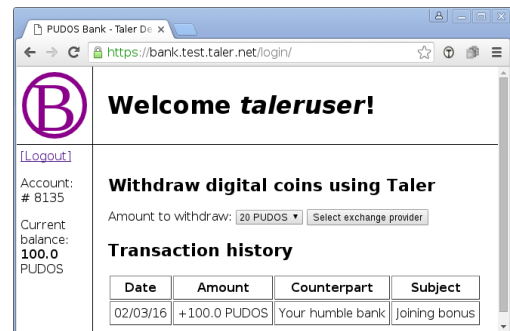 PUDOS Bank - Taler De
https://bank.test.taler.net/login/
B
Welcome taleruser!
[Logout]
Account:
# 8135
Current
balance:
100.0
PUDOS
Withdraw digital coins using Taler
Amount to withdraw: 20 PUDOS Select exchange provider
Transaction history
Date Amount Counterpart Subject
02/03/16 +100.0 PUDOS Your humble bank Joining bonus